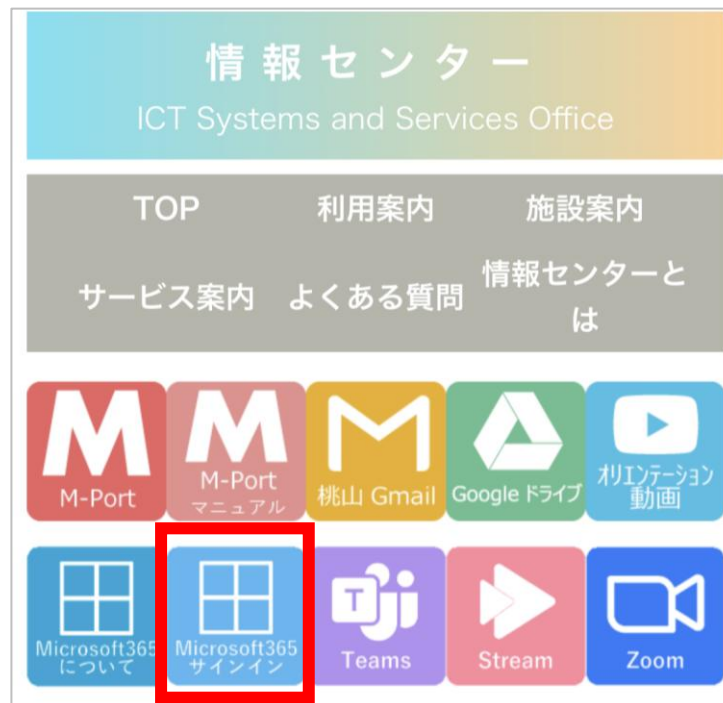 情報センター
ICT Systems and Services Office
TOP
利用案内
施設案内
サービス案内
よくある質問
情報センターと
は
M-Port
M-Port
マニュアル
桃山 Gmail
Google ドライブ
オリエンテーション
動画
Microsoft365
について
Microsoft365
サインイン
Teams
Stream
Zoom